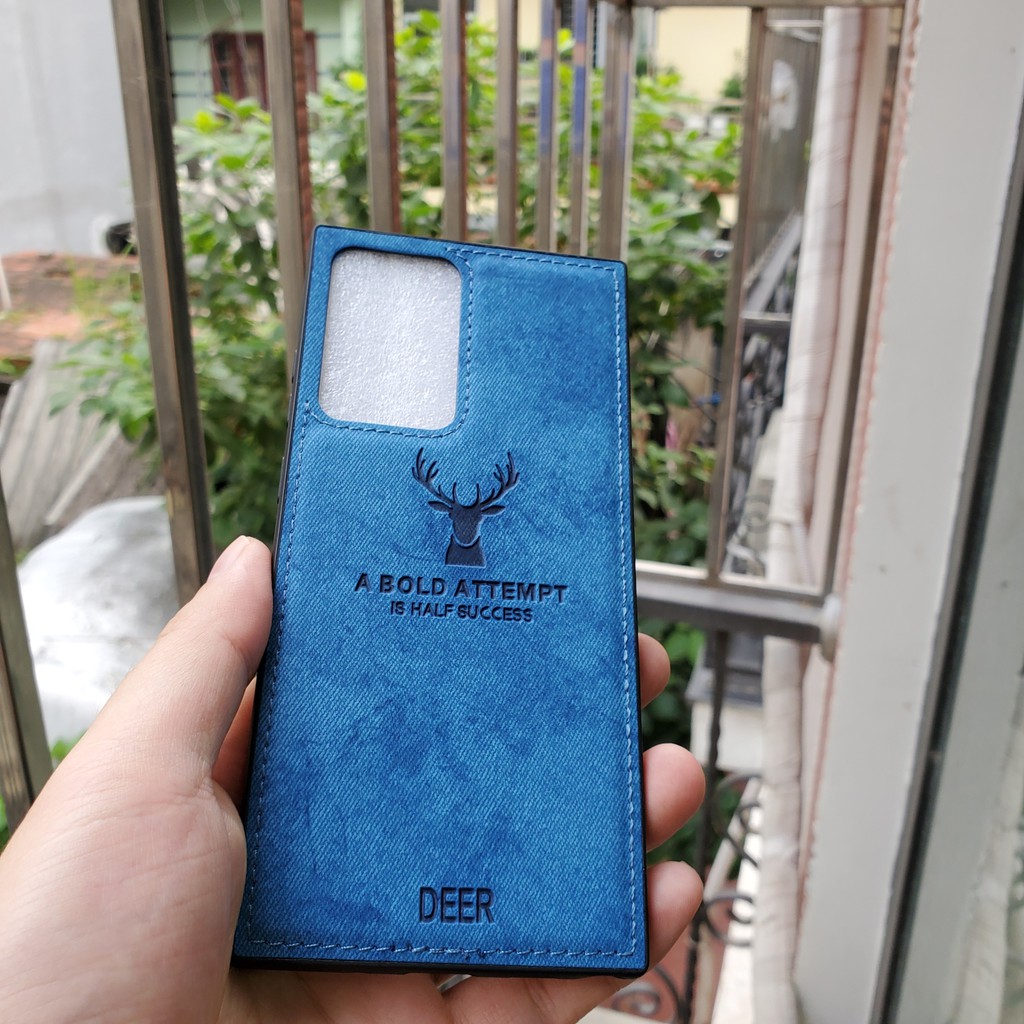 A BOLD ATTEMPT
IS HALF SUCCESS
DEER